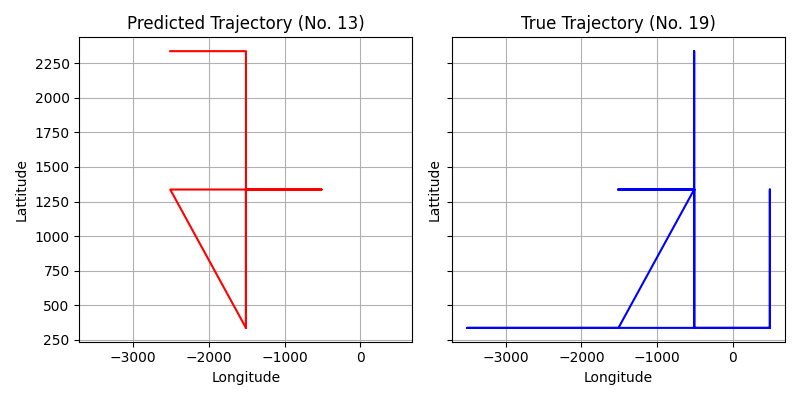 Predicted Trajectory (No. 13)
True Trajectory (No. 19)
2250
2000
1750
1500
1250
1000
750
500
250
Lattitude
Lattitude
−3000
−2000
−1000
0
−3000
−2000
−1000
0
Longitude
Longitude